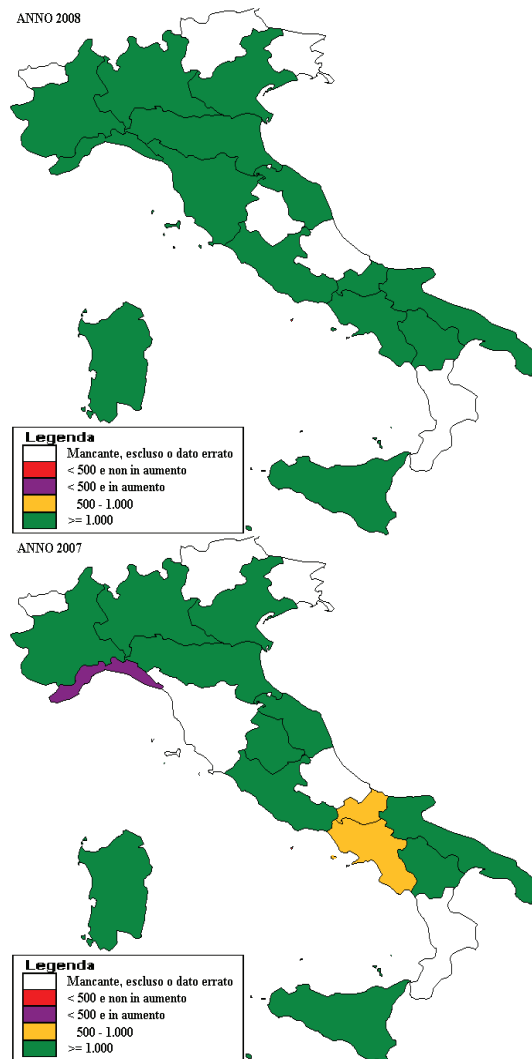 ANNO 2008
Legenda
Mancante, escluso o dato errato
< 500 e non in aumento
< 500 e in aumento
500 - 1.000
>= 1.000
ANNO 2007
Legenda
Mancante, escluso o dato errato
< 500 e non in aumento
< 500 e in aumento
500 - 1.000
>= 1.000